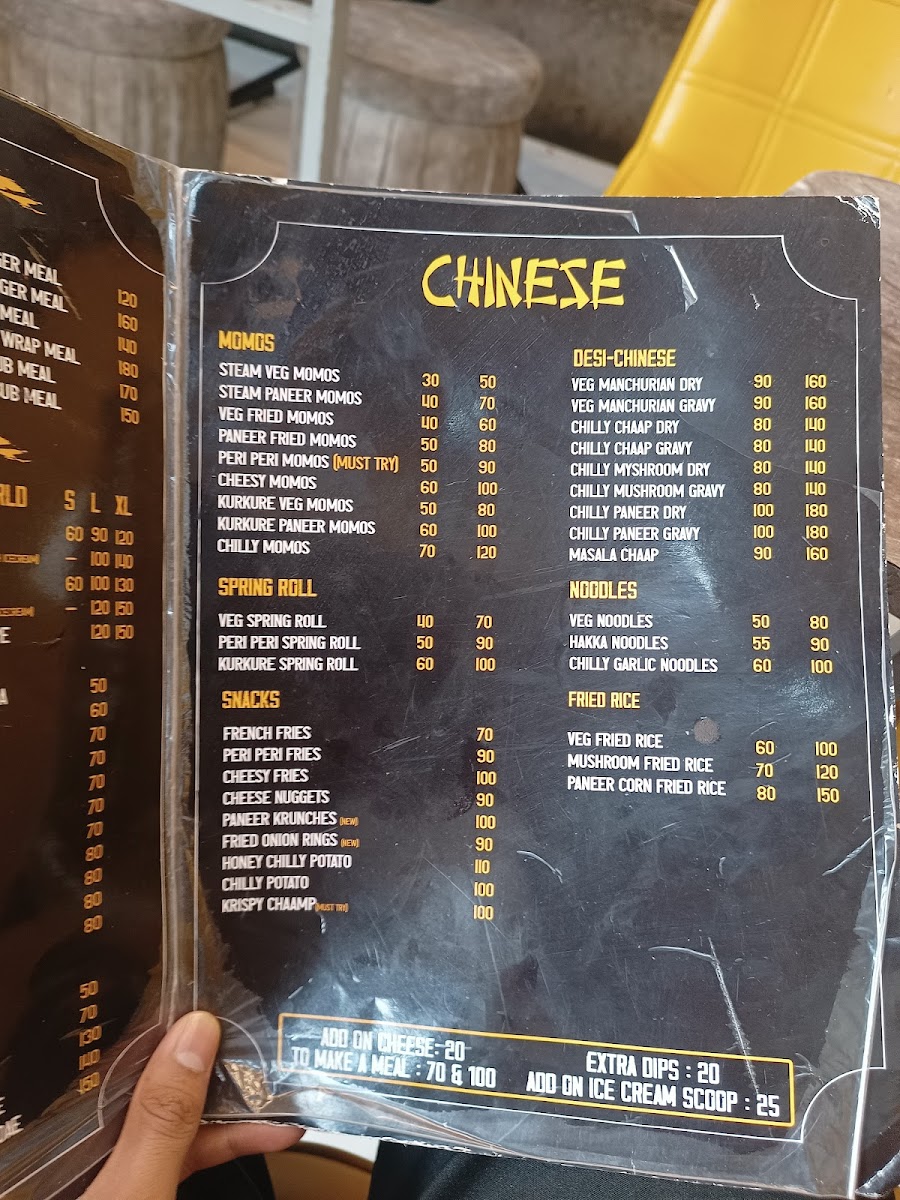 GER MEAL
GER MEAL 120
MEAL 160
WRAP MEAL 140
UB MEAL 180
UB MEAL 170
150
RLD S L XL
60 90 120
– 100 140
60 100 130
– 120 150
120 150
50
60
70
70
70
70
70
80
80
80
80
50
70
130
140
150
CHINESE
MOMOS
STEAM VEG MOMOS 30 50
STEAM PANEER MOMOS 40 70
VEG FRIED MOMOS 40 60
PANEER FRIED MOMOS 50 80
PERI PERI MOMOS (MUST TRY) 50 90
CHEESY MOMOS 60 100
KURKURE VEG MOMOS 50 80
KURKURE PANEER MOMOS 60 100
CHILLY MOMOS 70 120
SPRING ROLL
VEG SPRING ROLL 40 70
PERI PERI SPRING ROLL 50 90
KURKURE SPRING ROLL 60 100
SNACKS
FRENCH FRIES 70
PERI PERI FRIES 90
CHEESY FRIES 100
CHEESE NUGGETS 90
PANEER KRUNCHES (NEW) 100
FRIED ONION RINGS (NEW) 90
HONEY CHILLY POTATO 110
CHILLY POTATO 100
KRISPY CHAAMP (MUST TRY) 100
DESI-CHINESE
VEG MANCHURIAN DRY 90 160
VEG MANCHURIAN GRAVY 90 160
CHILLY CHAAP DRY 80 140
CHILLY CHAAP GRAVY 80 140
CHILLY MYSHROOM DRY 80 140
CHILLY MUSHROOM GRAVY 80 140
CHILLY PANEER DRY 100 180
CHILLY PANEER GRAVY 100 180
MASALA CHAAP 90 160
NOODLES
VEG NOODLES 50 80
HAKKA NOODLES 55 90
CHILLY GARLIC NOODLES 60 100
FRIED RICE
VEG FRIED RICE 60 100
MUSHROOM FRIED RICE 70 120
PANEER CORN FRIED RICE 80 150
ADD ON CHEESE: 20
TO MAKE A MEAL : 70 & 100
EXTRA DIPS : 20
ADD ON ICE CREAM SCOOP : 25